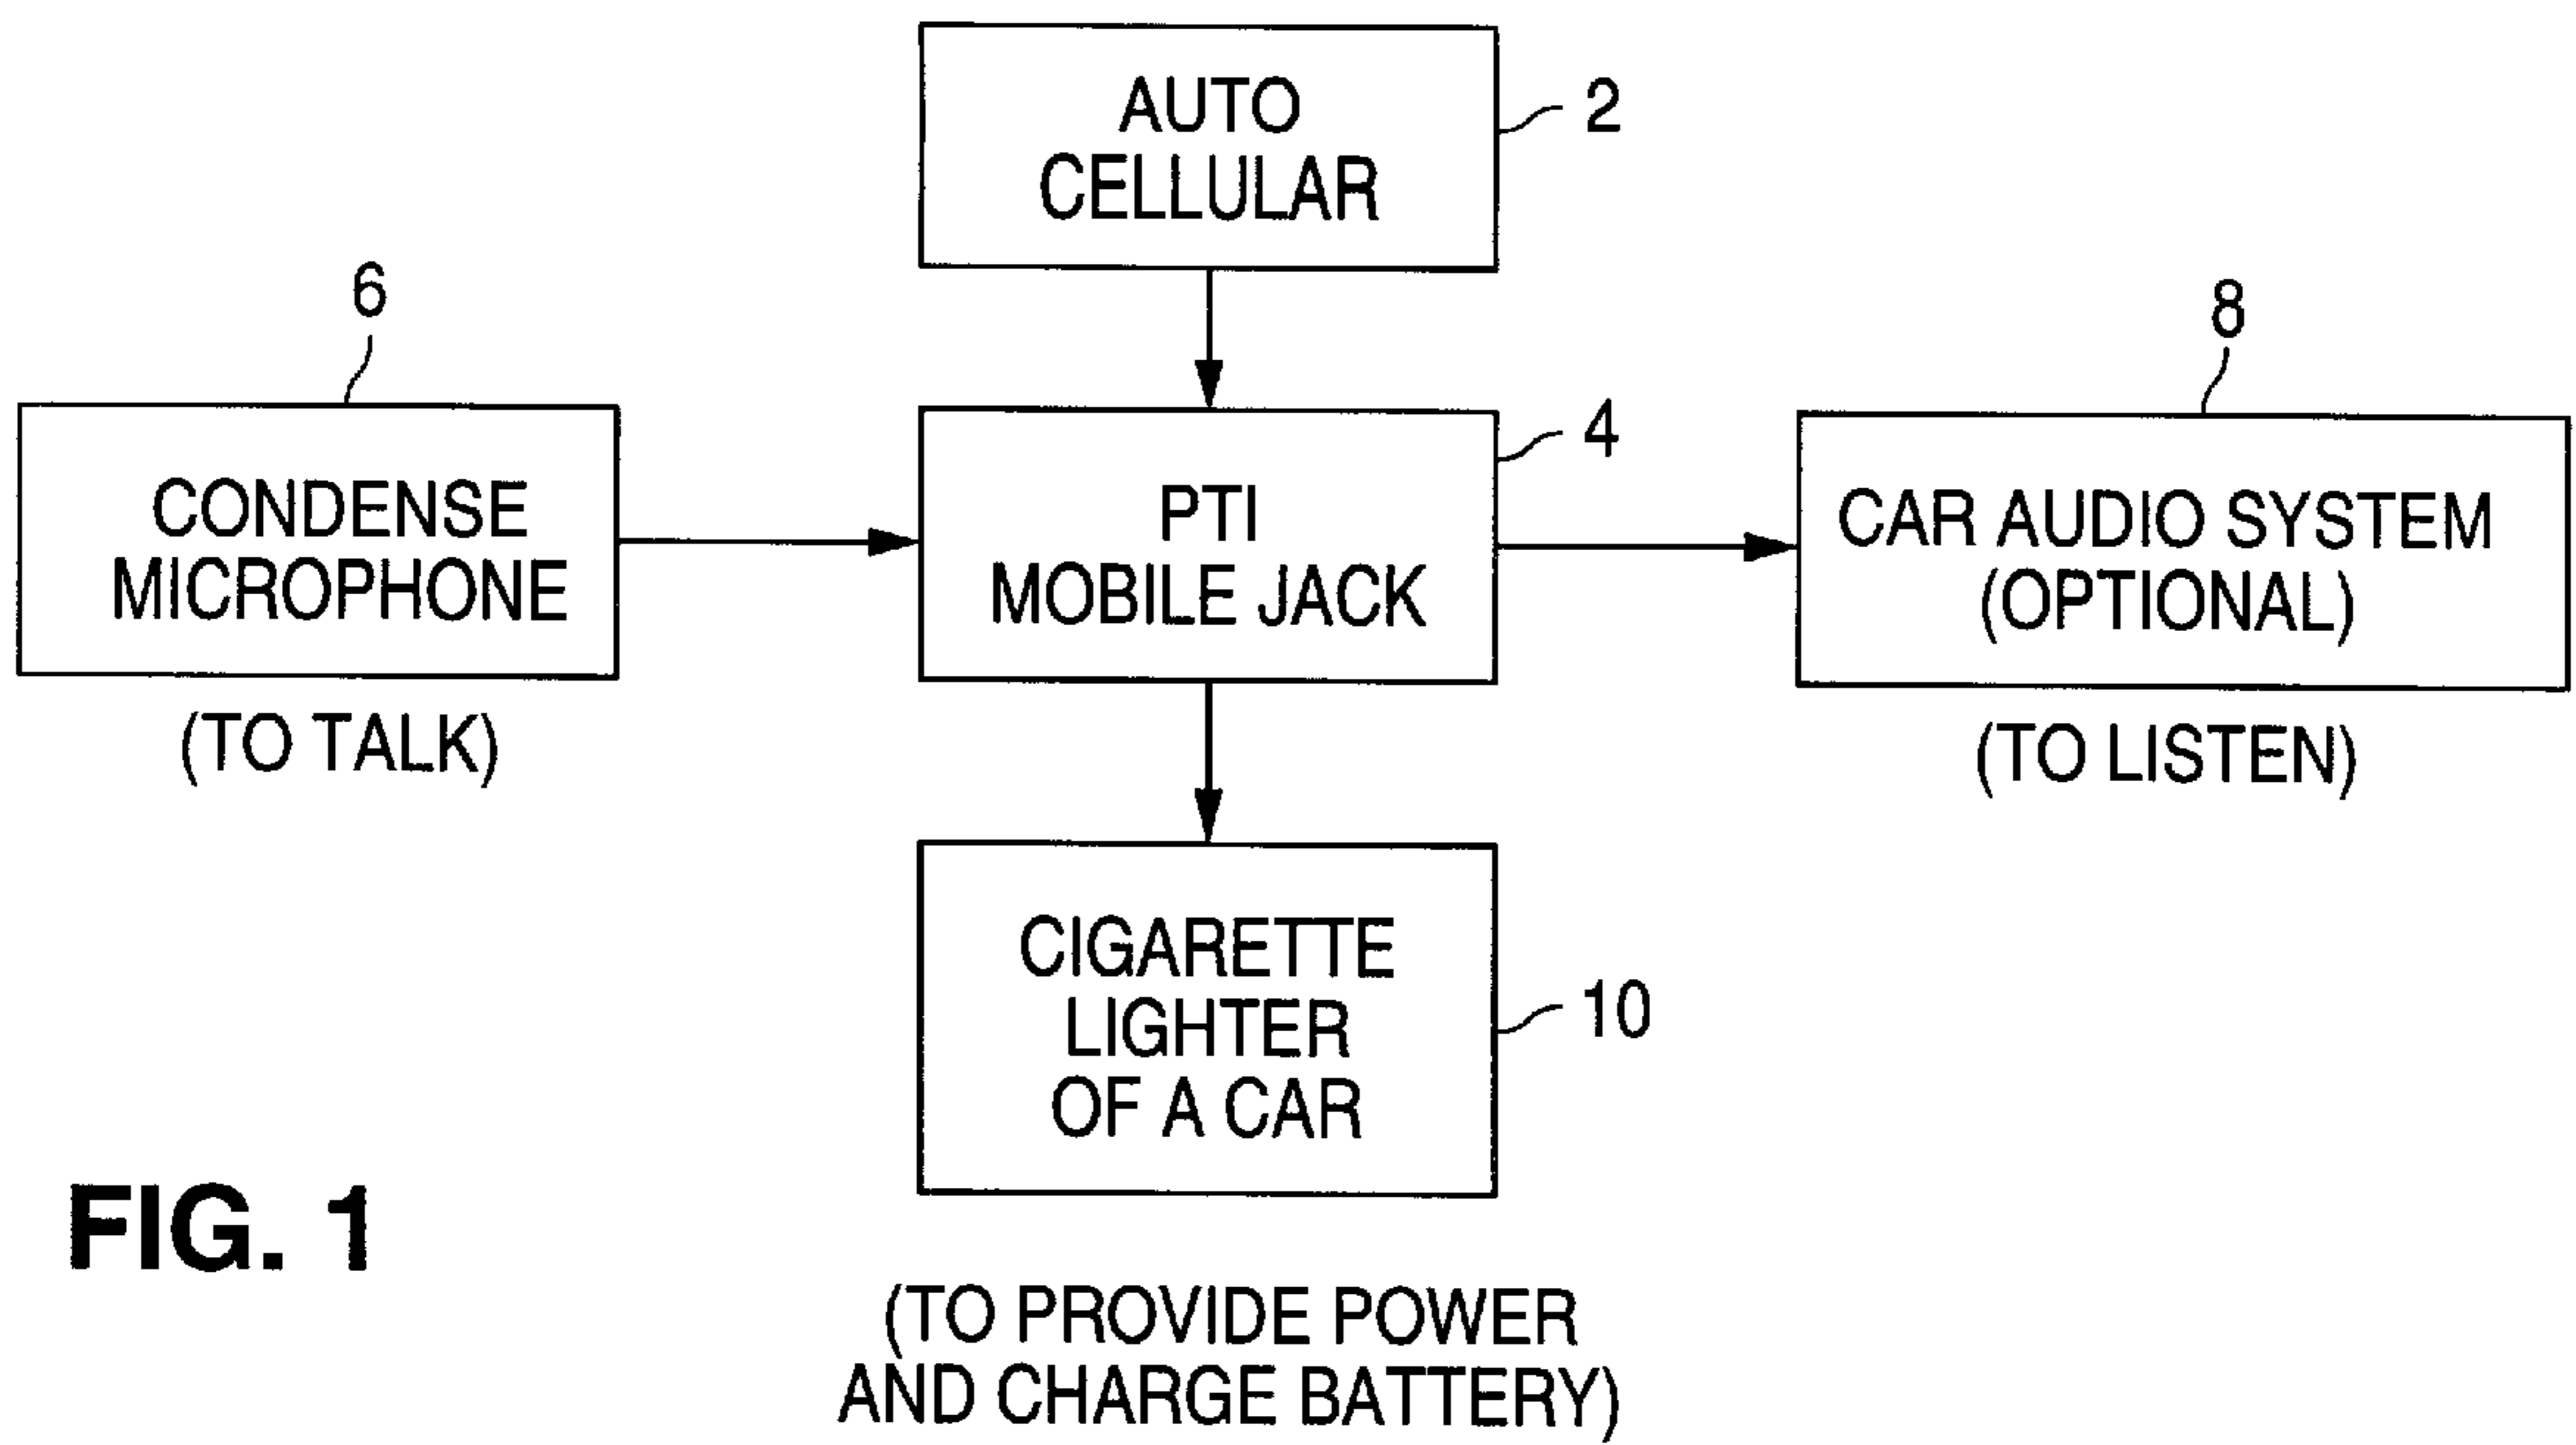 AUTO
CELLULAR
2
6
CONDENSE
MICROPHONE
(TO TALK)
4
PTI
MOBILE JACK
8
CAR AUDIO SYSTEM
(OPTIONAL)
(TO LISTEN)
CIGARETTE
LIGHTER
OF A CAR
10
(TO PROVIDE POWER
AND CHARGE BATTERY)
FIG. 1